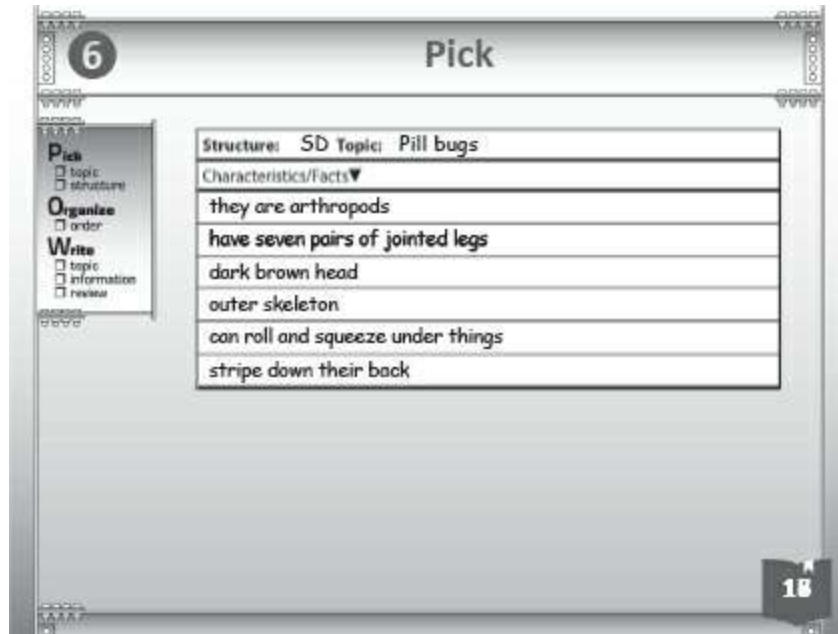 6
Pick
Pick
topic
structure
Organize
order
Write
topic
information
review
Structure: SD Topic: Pill bugs
Characteristics/Facts▼
they are arthropods
have seven pairs of jointed legs
dark brown head
outer skeleton
can roll and squeeze under things
stripe down their back